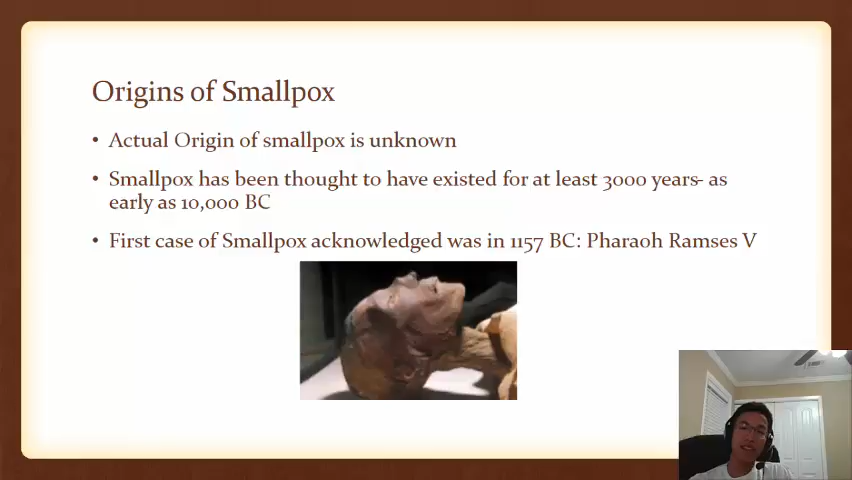 Origins of Smallpox
• Actual Origin of smallpox is unknown
• Smallpox has been thought to have existed for at least 3000 years- as
early as 10,000 BC
• First case of Smallpox acknowledged was in 1157 BC: Pharaoh Ramses V